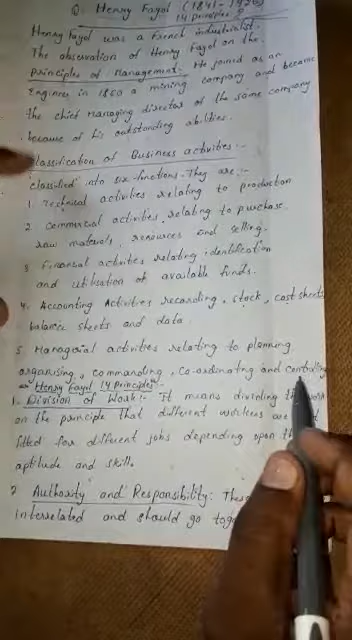 Q. Henry Fayol (1841-192
14 principles ?
Henry Fayol was a French industrialist.
The observation of Henry Fayol on the
principles of management. He joined as an
Engineer in 1860 a mining company and became
the chief managing director of the same company
because of his outstanding abilities.
classification of Business activities:-
classified into six functions. They are:-
1. Technical activities relating to production
2. Commercial activities relating to purchase
raw materials, resources and selling.
3 Financial activites relating identification
and utilisation of available funds.
4. Accounting Activities recording, stock, cost sheets
balance sheets and data.
5. Managerial activities relating to planning
organising, commanding, Co-ordinating and controlling
Henry Fayol 14 Principles:-
1. Division of Work:- It means dividing the work
on the principle that different workers are
fitted for different jobs depending upon th
aptitude and skill.
2 Authority and Responsibility: These
interrelated and should go toge